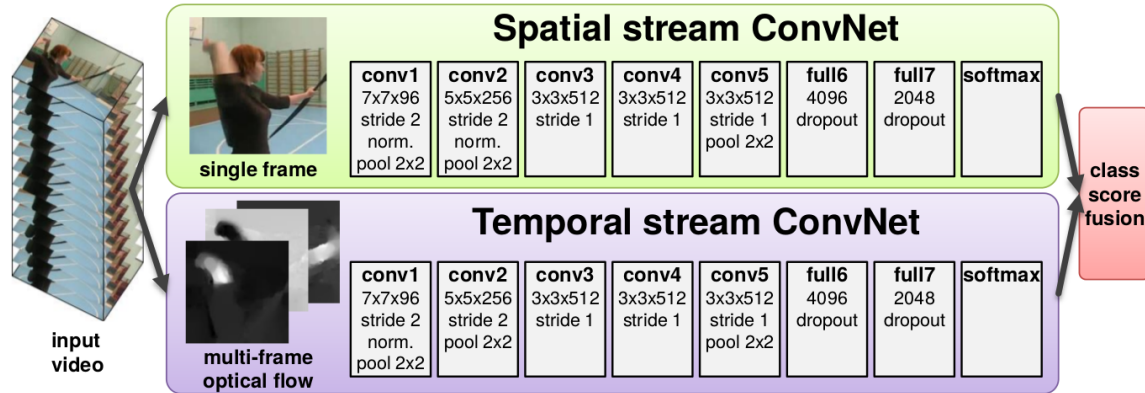 Spatial stream ConvNet
conv1
7x7x96
stride 2
norm.
pool 2x2
conv2
5x5x256
stride 2
norm.
pool 2x2
conv3
3x3x512
stride 1
conv4
3x3x512
stride 1
conv5
3x3x512
stride 1
pool 2x2
full6
4096
dropout
full7
2048
dropout
softmax
single frame
input
video
Temporal stream ConvNet
conv1
7x7x96
stride 2
norm.
pool 2x2
conv2
5x5x256
stride 2
pool 2x2
conv3
3x3x512
stride 1
conv4
3x3x512
stride 1
conv5
3x3x512
stride 1
pool 2x2
full6
4096
dropout
full7
2048
dropout
softmax
multi-frame
optical flow
class
score
fusion